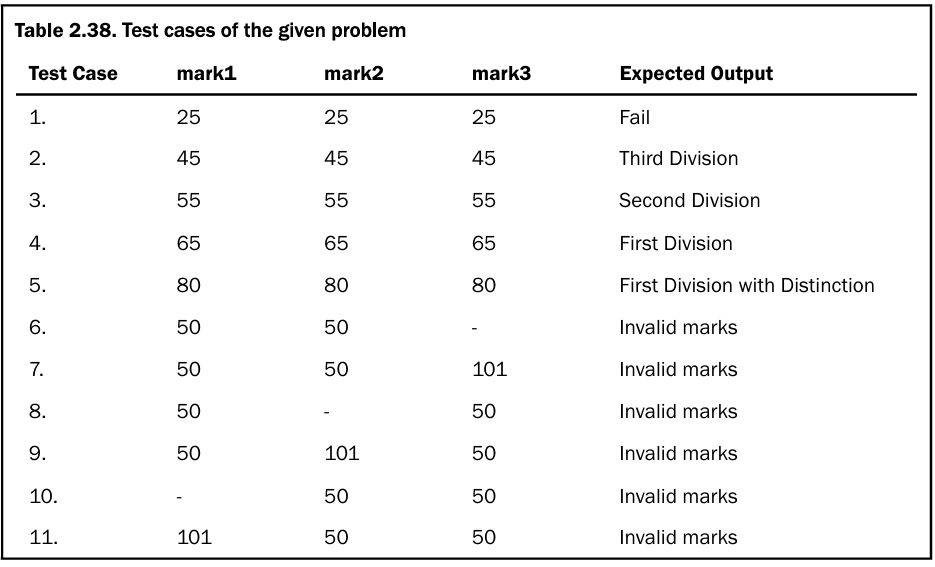 Table 2.38. Test cases of the given problem
Test Case mark1 mark2 mark3 Expected Output
1. 25 25 25 Fail
2. 45 45 45 Third Division
3. 55 55 55 Second Division
4. 65 65 65 First Division
5. 80 80 80 First Division with Distinction
6. 50 50 - Invalid marks
7. 50 50 101 Invalid marks
8. 50 - 50 Invalid marks
9. 50 101 50 Invalid marks
10. - 50 50 Invalid marks
11. 101 50 50 Invalid marks